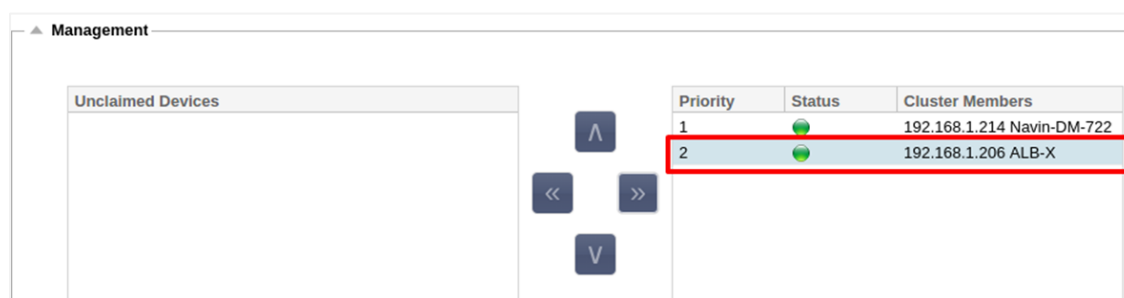 Management
Unclaimed Devices
Priority Status Cluster Members
1 192.168.1.214 Navin-DM-722
2 192.168.1.206 ALB-X